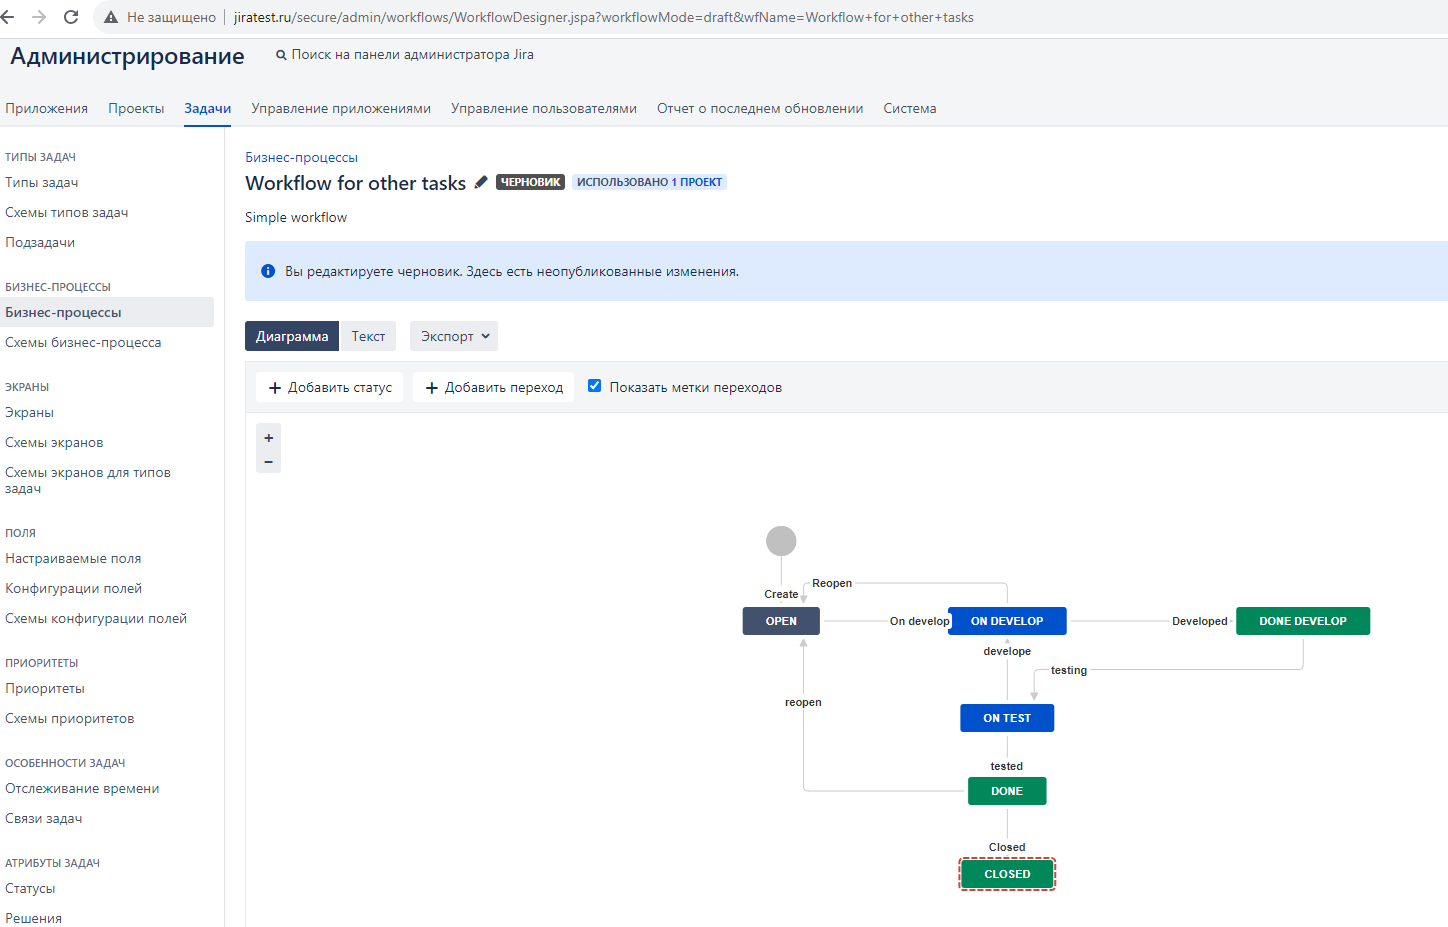 Не защищено
jiratest.ru/secure/admin/workflows/WorkflowDesigner.jspa?workflowMode=draft&wfName=Workflow+for+other+tasks
Администрирование
Поиск на панели администратора Jira
Приложения
Проекты
Задачи
Управление приложениями
Управление пользователями
Отчет о последнем обновлении
Система
ТИПЫ ЗАДАЧ
Типы задач
Схемы типов задач
Подзадачи
БИЗНЕС-ПРОЦЕССЫ
Бизнес-процессы
Схемы бизнес-процесса
ЭКРАНЫ
Экраны
Схемы экранов
Схемы экранов для типов
задач
ПОЛЯ
Настраиваемые поля
Конфигурации полей
Схемы конфигурации полей
ПРИОРИТЕТЫ
Приоритеты
Схемы приоритетов
ОСОБЕННОСТИ ЗАДАЧ
Отслеживание времени
Связи задач
АТРИБУТЫ ЗАДАЧ
Статусы
Решения
Бизнес-процессы
Workflow for other tasks
ЧЕРНОВИК
ИСПОЛЬЗОВАНО 1 ПРОЕКТ
Simple workflow
Вы редактируете черновик. Здесь есть неопубликованные изменения.
Диаграмма
Текст
Экспорт
+ Добавить статус
+ Добавить переход
Показать метки переходов
+
−
Reopen
Create
OPEN
On develop
ON DEVELOP
Developed
DONE DEVELOP
develope
testing
reopen
ON TEST
tested
DONE
Closed
CLOSED